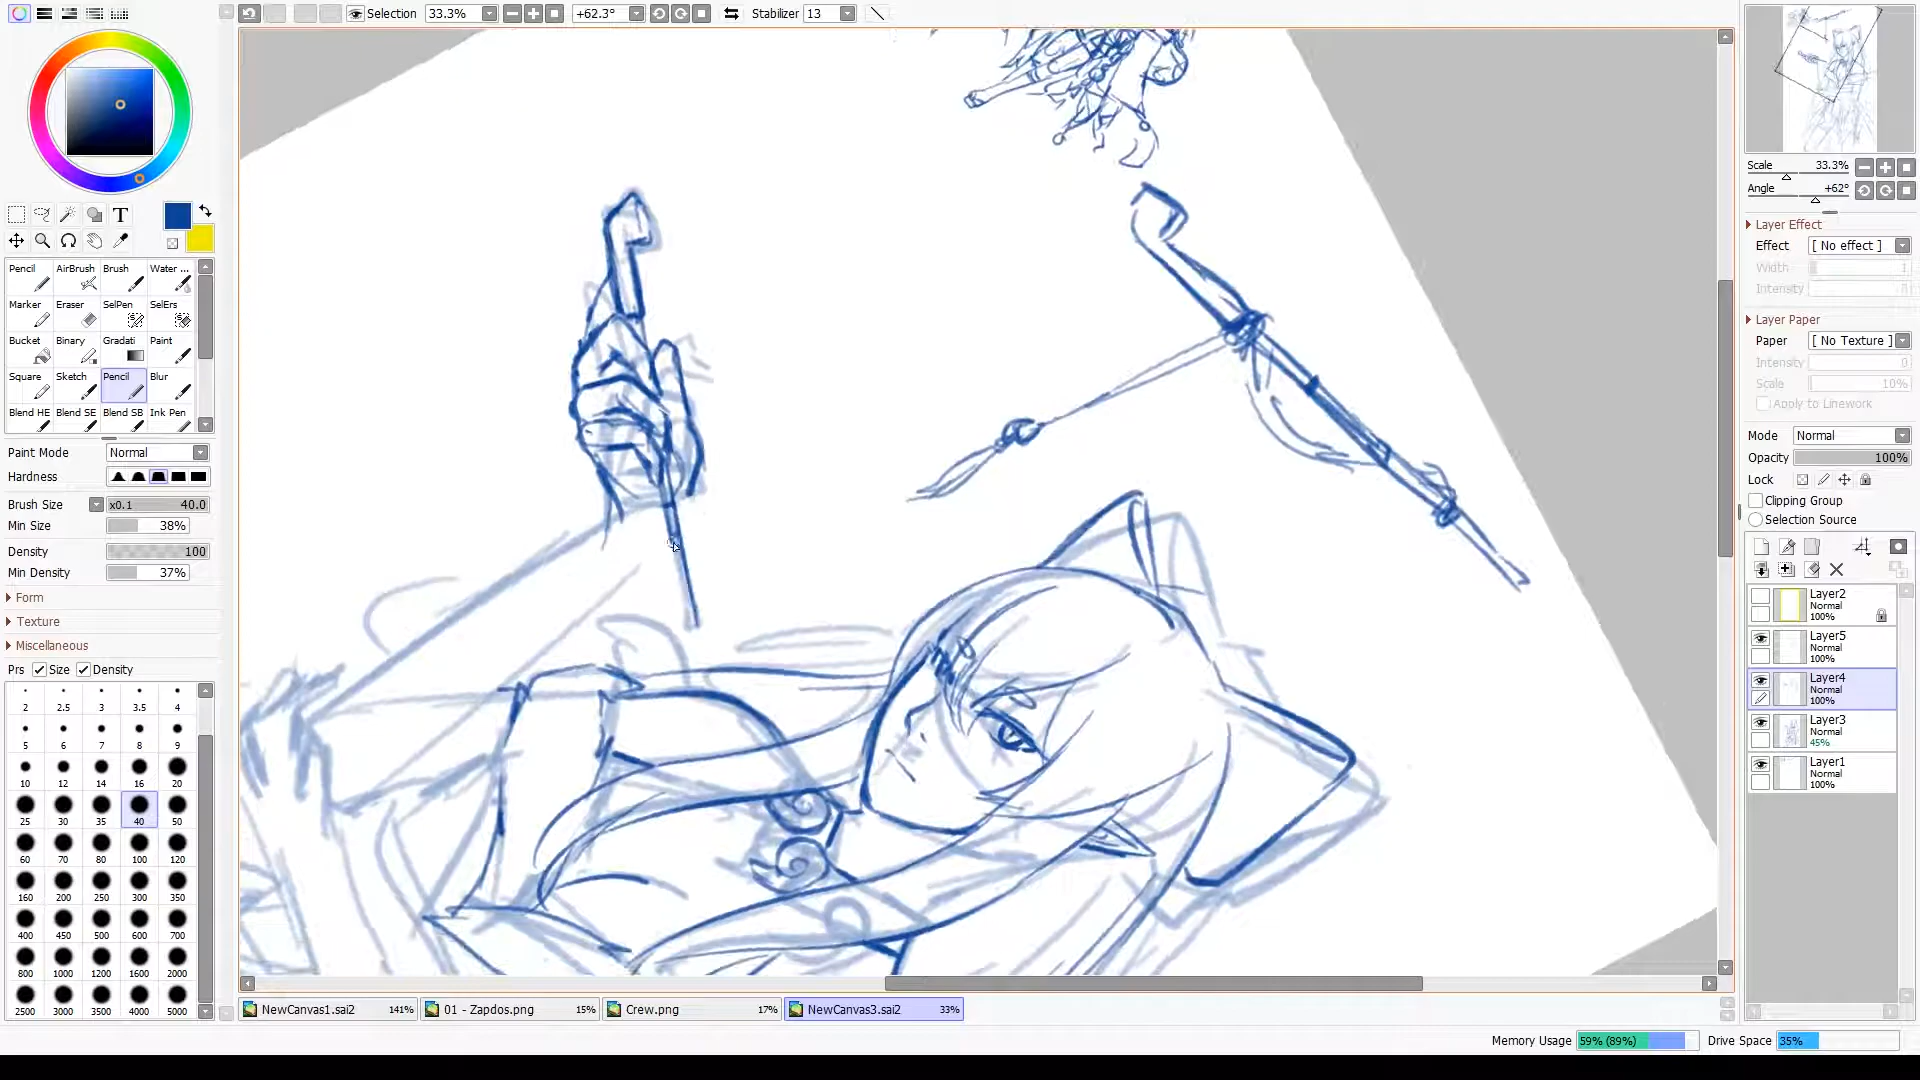 Selection 33.3% +62.3° Stabilizer 13
Scale 33.3%
Angle +62°
Layer Effect
Effect [ No effect ]
Width 1
Intensity
Layer Paper
Paper [ No Texture ]
Intensity 0
Scale 10%
Apply to Linework
Mode Normal
Opacity 100%
Lock
Clipping Group
Selection Source
Layer2
Normal
100%
Layer5
Normal
100%
Layer4
Normal
100%
Layer3
Normal
45%
Layer1
Normal
100%
T
Pencil AirBrush Brush Water ...
Marker Eraser SelPen SelErs
Bucket Binary Gradati Paint
Square Sketch Pencil Blur
Blend HE Blend SE Blend SB Ink Pen
Paint Mode Normal
Hardness
Brush Size x0.1 40.0
Min Size 38%
Density 100
Min Density 37%
Form
Texture
Miscellaneous
Prs Size Density
2 2.5 3 3.5 4
5 6 7 8 9
10 12 14 16 20
25 30 35 40 50
60 70 80 100 120
160 200 250 300 350
400 450 500 600 700
800 1000 1200 1600 2000
2500 3000 3500 4000 5000
NewCanvas1.sai2 141% 01 - Zapdos.png 15% Crew.png 17% NewCanvas3.sai2 33%
Memory Usage 59% (89%) Drive Space 35%